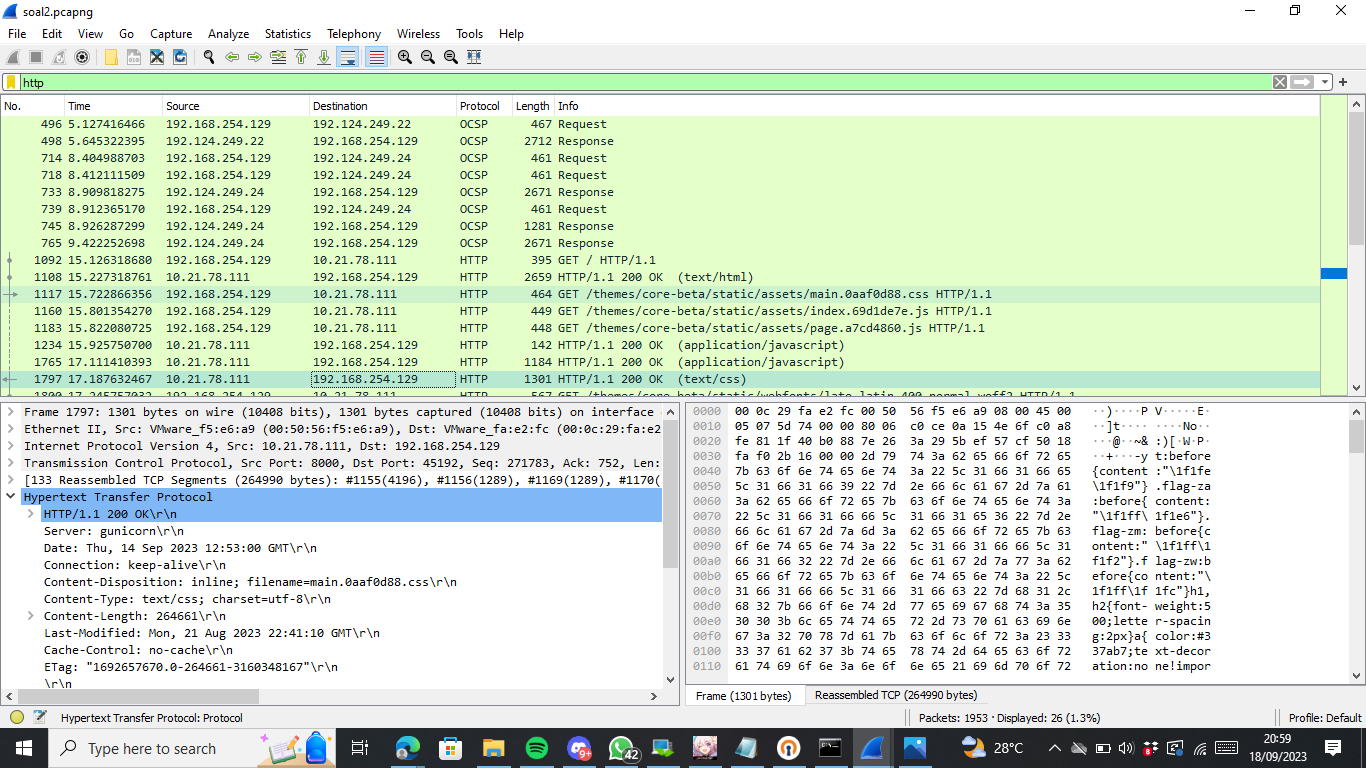 soal2.pcapng
File Edit View Go Capture Analyze Statistics Telephony Wireless Tools Help
http
No. Time Source Destination Protocol Length Info
496 5.127416466 192.168.254.129 192.124.249.22 OCSP 467 Request
498 5.645322395 192.124.249.22 192.168.254.129 OCSP 2712 Response
714 8.404988703 192.168.254.129 192.124.249.24 OCSP 461 Request
718 8.412111509 192.168.254.129 192.124.249.24 OCSP 461 Request
733 8.909818275 192.124.249.24 192.168.254.129 OCSP 2671 Response
739 8.912365170 192.168.254.129 192.124.249.24 OCSP 461 Request
745 8.926287299 192.124.249.24 192.168.254.129 OCSP 1281 Response
765 9.422252698 192.124.249.24 192.168.254.129 OCSP 2671 Response
1092 15.126318680 192.168.254.129 10.21.78.111 HTTP 395 GET / HTTP/1.1
1108 15.227318761 10.21.78.111 192.168.254.129 HTTP 2659 HTTP/1.1 200 OK (text/html)
1117 15.722866356 192.168.254.129 10.21.78.111 HTTP 464 GET /themes/core-beta/static/assets/main.0aaf0d88.css HTTP/1.1
1160 15.801354270 192.168.254.129 10.21.78.111 HTTP 449 GET /themes/core-beta/static/assets/index.69d1de7e.js HTTP/1.1
1183 15.822080725 192.168.254.129 10.21.78.111 HTTP 448 GET /themes/core-beta/static/assets/page.a7cd4860.js HTTP/1.1
1234 15.925750700 10.21.78.111 192.168.254.129 HTTP 142 HTTP/1.1 200 OK (application/javascript)
1765 17.111410393 10.21.78.111 192.168.254.129 HTTP 1184 HTTP/1.1 200 OK (application/javascript)
1797 17.187632467 10.21.78.111 192.168.254.129 HTTP 1301 HTTP/1.1 200 OK (text/css)
Frame 1797: 1301 bytes on wire (10408 bits), 1301 bytes captured (10408 bits) on interface
Ethernet II, Src: VMware_f5:e6:a9 (00:50:56:f5:e6:a9), Dst: VMware_fa:e2:fc (00:0c:29:fa:e2
Internet Protocol Version 4, Src: 10.21.78.111, Dst: 192.168.254.129
Transmission Control Protocol, Src Port: 8000, Dst Port: 45192, Seq: 271783, Ack: 752, Len:
[133 Reassembled TCP Segments (264990 bytes): #1155(4196), #1156(1289), #1169(1289), #1170(
Hypertext Transfer Protocol
HTTP/1.1 200 OK\r\n
Server: gunicorn\r\n
Date: Thu, 14 Sep 2023 12:53:00 GMT\r\n
Connection: keep-alive\r\n
Content-Disposition: inline; filename=main.0aaf0d88.css\r\n
Content-Type: text/css; charset=utf-8\r\n
Content-Length: 264661\r\n
Last-Modified: Mon, 21 Aug 2023 22:41:10 GMT\r\n
Cache-Control: no-cache\r\n
ETag: "1692657670.0-264661-3160348167"\r\n
\r\n
0000 00 0c 29 fa e2 fc 00 50 56 f5 e6 a9 08 00 45 00 ··)····P V·····E·
0010 05 07 5d 74 00 00 80 06 c0 ce 0a 15 4e 6f c0 a8 ··]t···· ····No··
0020 fe 81 1f 40 b0 88 7e 26 3a 29 5b ef 57 cf 50 18 ···@··~& :)[·W·P·
0030 fa f0 2b 16 00 00 2d 79 74 3a 62 65 66 6f 72 65 ··+···-y t:before
0040 7b 63 6f 6e 74 65 6e 74 3a 22 5c 31 66 31 66 65 {content :"\1f1fe
0050 5c 31 66 31 66 39 22 7d 2e 66 6c 61 67 2d 7a 61 \1f1f9"} .flag-za
0060 3a 62 65 66 6f 72 65 7b 63 6f 6e 74 65 6e 74 3a :before{ content:
0070 22 5c 31 66 31 66 66 5c 31 66 31 65 36 22 7d 2e "\1f1ff\ 1f1e6"}.
0080 66 6c 61 67 2d 7a 6d 3a 62 65 66 6f 72 65 7b 63 flag-zm: before{c
0090 6f 6e 74 65 6e 74 3a 22 5c 31 66 31 66 66 5c 31 ontent:" \1f1ff\1
00a0 66 31 66 32 22 7d 2e 66 6c 61 67 2d 7a 77 3a 62 f1f2"}.f lag-zw:b
00b0 65 66 6f 72 65 7b 63 6f 6e 74 65 6e 74 3a 22 5c efore{co ntent:"\
00c0 31 66 31 66 66 5c 31 66 31 66 63 22 7d 68 31 2c 1f1ff\1f 1fc"}h1,
00d0 68 32 7b 66 6f 6e 74 2d 77 65 69 67 68 74 3a 35 h2{font- weight:5
00e0 30 30 3b 6c 65 74 74 65 72 2d 73 70 61 63 69 6e 00;lette r-spacin
00f0 67 3a 32 70 78 7d 61 7b 63 6f 6c 6f 72 3a 23 33 g:2px}a{ color:#3
0100 33 37 61 62 37 3b 74 65 78 74 2d 64 65 63 6f 72 37ab7;te xt-decor
0110 61 74 69 6f 6e 3a 6e 6f 6e 65 21 69 6d 70 6f 72 ation:no ne!impor
Frame (1301 bytes) Reassembled TCP (264990 bytes)
Hypertext Transfer Protocol: Protocol Packets: 1953 · Displayed: 26 (1.3%) Profile: Default
Type here to search 42 28°C 20:59
18/09/2023